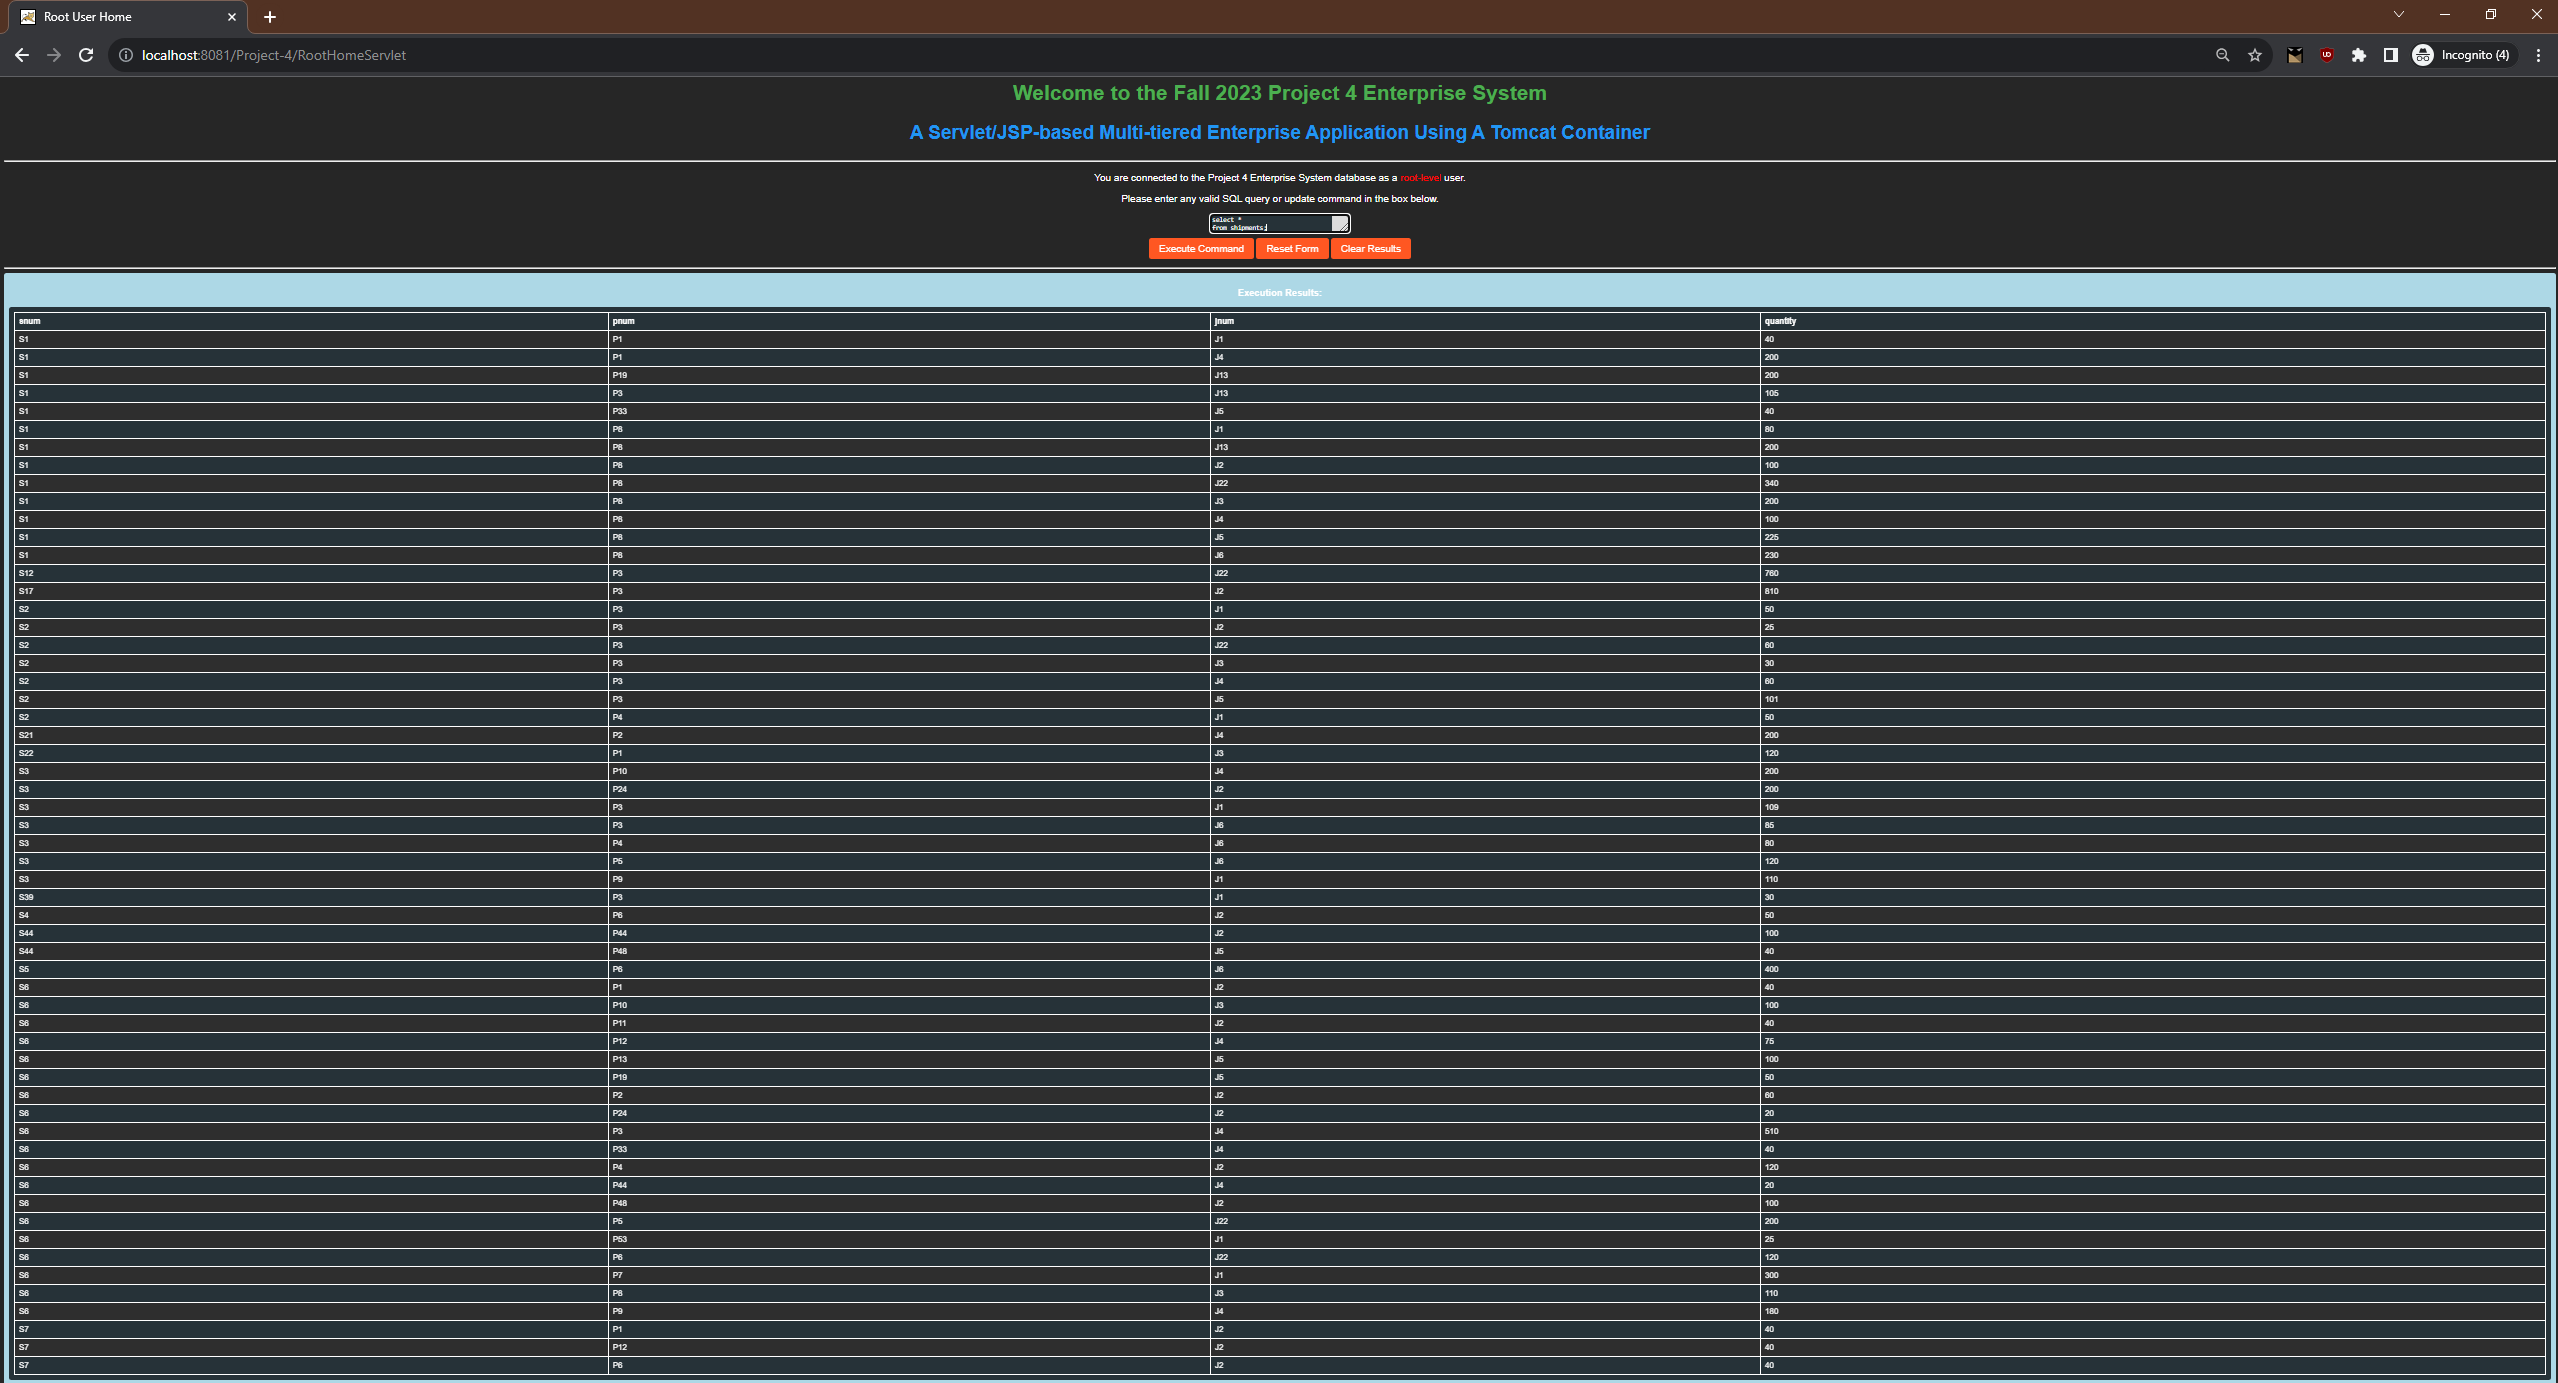 Root User Home
localhost:8081/Project-4/RootHomeServlet
Incognito (4)
Welcome to the Fall 2023 Project 4 Enterprise System
A Servlet/JSP-based Multi-tiered Enterprise Application Using A Tomcat Container
You are connected to the Project 4 Enterprise System database as a root-level user.
Please enter any valid SQL query or update command in the box below.
select *
from shipments;
Execute Command Reset Form Clear Results
Execution Results:
snum pnum jnum quantity
S1 P1 J1 40
S1 P1 J4 200
S1 P19 J13 200
S1 P3 J13 105
S1 P33 J5 40
S1 P8 J1 80
S1 P8 J13 200
S1 P8 J2 100
S1 P8 J22 340
S1 P8 J3 200
S1 P8 J4 100
S1 P8 J5 225
S1 P8 J6 230
S12 P3 J22 760
S17 P3 J2 810
S2 P3 J1 50
S2 P3 J2 25
S2 P3 J22 60
S2 P3 J3 30
S2 P3 J4 60
S2 P3 J5 101
S2 P4 J1 50
S21 P2 J4 200
S22 P1 J3 120
S3 P10 J4 200
S3 P24 J2 200
S3 P3 J1 109
S3 P3 J6 85
S3 P4 J6 80
S3 P5 J6 120
S3 P9 J1 110
S39 P3 J1 30
S4 P6 J2 50
S44 P44 J2 100
S44 P48 J5 40
S5 P6 J6 400
S6 P1 J2 40
S6 P10 J3 100
S6 P11 J2 40
S6 P12 J4 75
S6 P13 J5 100
S6 P19 J5 50
S6 P2 J2 60
S6 P24 J2 20
S6 P3 J4 510
S6 P33 J4 40
S6 P4 J2 120
S6 P44 J4 20
S6 P48 J2 100
S6 P5 J22 200
S6 P53 J1 25
S6 P6 J22 120
S6 P7 J1 300
S6 P8 J3 110
S6 P9 J4 180
S7 P1 J2 40
S7 P12 J2 40
S7 P6 J2 40